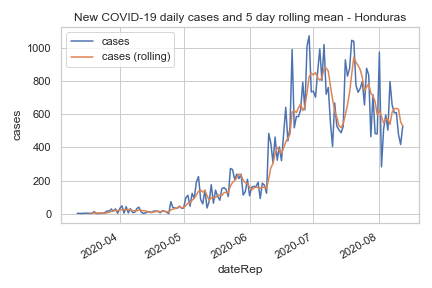 New COVID-19 daily cases and 5 day rolling mean - Honduras
cases
cases (rolling)
1000
800
600
400
200
0
cases
2020-04
2020-05
2020-06
2020-07
2020-08
dateRep